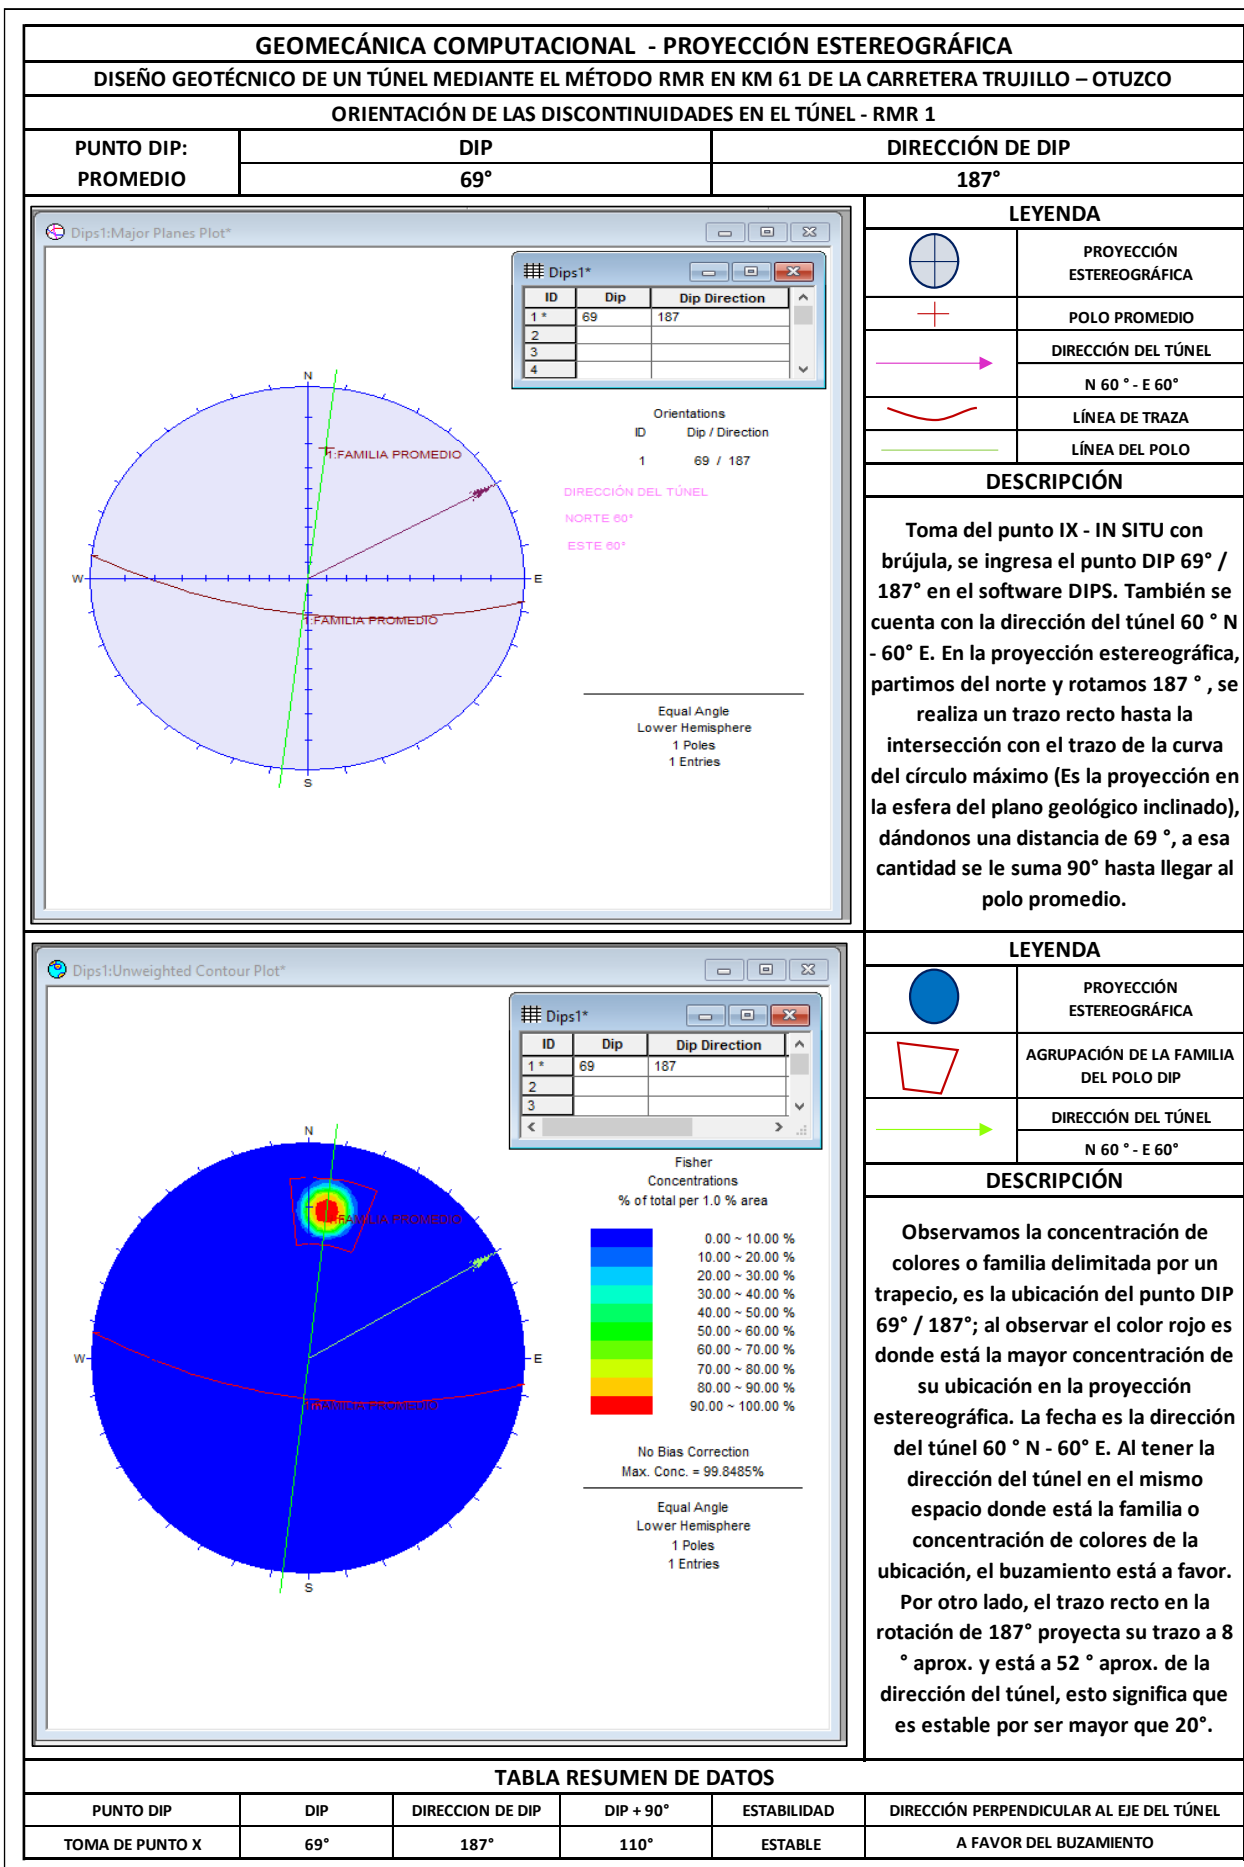 GEOMECÁNICA COMPUTACIONAL - PROYECCIÓN ESTEREOGRÁFICA
DISEÑO GEOTÉCNICO DE UN TÚNEL MEDIANTE EL MÉTODO RMR EN KM 61 DE LA CARRETERA TRUJILLO – OTUZCO
ORIENTACIÓN DE LAS DISCONTINUIDADES EN EL TÚNEL - RMR 1
PUNTO DIP: DIP DIRECCIÓN DE DIP
PROMEDIO 69° 187°
Dips1:Major Planes Plot*
Dips1*
ID Dip Dip Direction
1 * 69 187
2
3
4
N
1:FAMILIA PROMEDIO
W
E
1:FAMILIA PROMEDIO
S
Orientations
ID Dip / Direction
1 69 / 187
DIRECCIÓN DEL TÚNEL
NORTE 60°
ESTE 60°
Equal Angle
Lower Hemisphere
1 Poles
1 Entries
LEYENDA
PROYECCIÓN
ESTEREOGRÁFICA
POLO PROMEDIO
DIRECCIÓN DEL TÚNEL
N 60 ° - E 60°
LÍNEA DE TRAZA
LÍNEA DEL POLO
DESCRIPCIÓN
Toma del punto IX - IN SITU con
brújula, se ingresa el punto DIP 69° /
187° en el software DIPS. También se
cuenta con la dirección del túnel 60 ° N
- 60° E. En la proyección estereográfica,
partimos del norte y rotamos 187 ° , se
realiza un trazo recto hasta la
intersección con el trazo de la curva
del círculo máximo (Es la proyección en
la esfera del plano geológico inclinado),
dándonos una distancia de 69 °, a esa
cantidad se le suma 90° hasta llegar al
polo promedio.
Dips1:Unweighted Contour Plot*
Dips1*
ID Dip Dip Direction
1 * 69 187
2
3
N
FAMILIA PROMEDIO
W
E
FAMILIA PROMEDIO
S
Fisher
Concentrations
% of total per 1.0 % area
0.00 ~ 10.00 %
10.00 ~ 20.00 %
20.00 ~ 30.00 %
30.00 ~ 40.00 %
40.00 ~ 50.00 %
50.00 ~ 60.00 %
60.00 ~ 70.00 %
70.00 ~ 80.00 %
80.00 ~ 90.00 %
90.00 ~ 100.00 %
No Bias Correction
Max. Conc. = 99.8485%
Equal Angle
Lower Hemisphere
1 Poles
1 Entries
LEYENDA
PROYECCIÓN
ESTEREOGRÁFICA
AGRUPACIÓN DE LA FAMILIA
DEL POLO DIP
DIRECCIÓN DEL TÚNEL
N 60 ° - E 60°
DESCRIPCIÓN
Observamos la concentración de
colores o familia delimitada por un
trapecio, es la ubicación del punto DIP
69° / 187°; al observar el color rojo es
donde está la mayor concentración de
su ubicación en la proyección
estereográfica. La fecha es la dirección
del túnel 60 ° N - 60° E. Al tener la
dirección del túnel en el mismo
espacio donde está la familia o
concentración de colores de la
ubicación, el buzamiento está a favor.
Por otro lado, el trazo recto en la
rotación de 187° proyecta su trazo a 8
° aprox. y está a 52 ° aprox. de la
dirección del túnel, esto significa que
es estable por ser mayor que 20°.
TABLA RESUMEN DE DATOS
PUNTO DIP DIP DIRECCION DE DIP DIP + 90° ESTABILIDAD DIRECCIÓN PERPENDICULAR AL EJE DEL TÚNEL
TOMA DE PUNTO X 69° 187° 110° ESTABLE A FAVOR DEL BUZAMIENTO